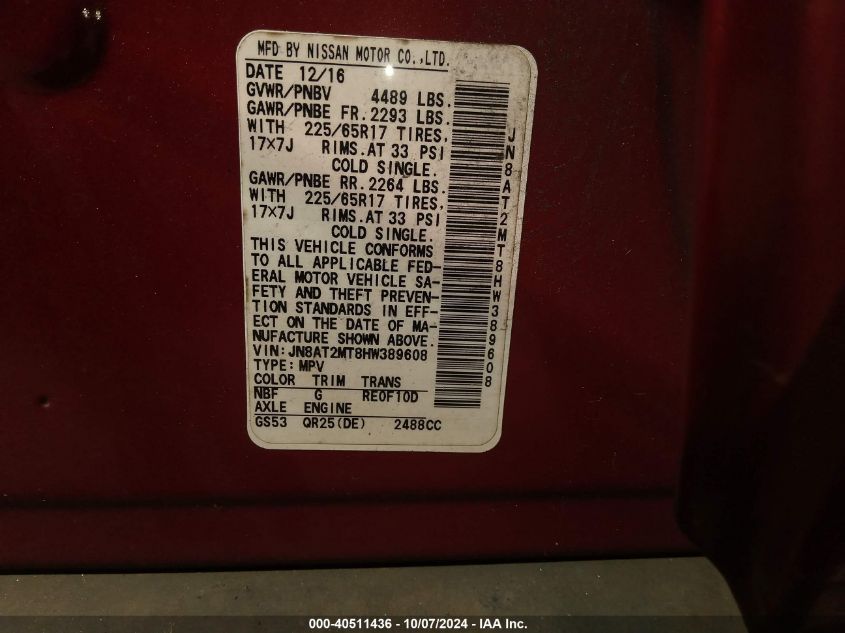 MFD BY NISSAN MOTOR CO.,LTD.
DATE 12/16
GVWR/PNBV 4489 LBS.
GAWR/PNBE FR. 2293 LBS.
WITH 225/65R17 TIRES,
17×7J RIMS.AT 33 PSI
COLD SINGLE.
GAWR/PNBE RR. 2264 LBS.
WITH 225/65R17 TIRES,
17×7J RIMS.AT 33 PSI
COLD SINGLE.
THIS VEHICLE CONFORMS
TO ALL APPLICABLE FED-
ERAL MOTOR VEHICLE SA-
FETY AND THEFT PREVEN-
TION STANDARDS IN EFF-
ECT ON THE DATE OF MA-
NUFACTURE SHOWN ABOVE.
VIN: JN8AT2MT8HW389608
TYPE: MPV
COLOR TRIM TRANS
NBF G RE0F10D
AXLE ENGINE
GS53 QR25(DE) 2488CC
JN8AT2MT8HW389608
000-40511436 - 10/07/2024 - IAA Inc.